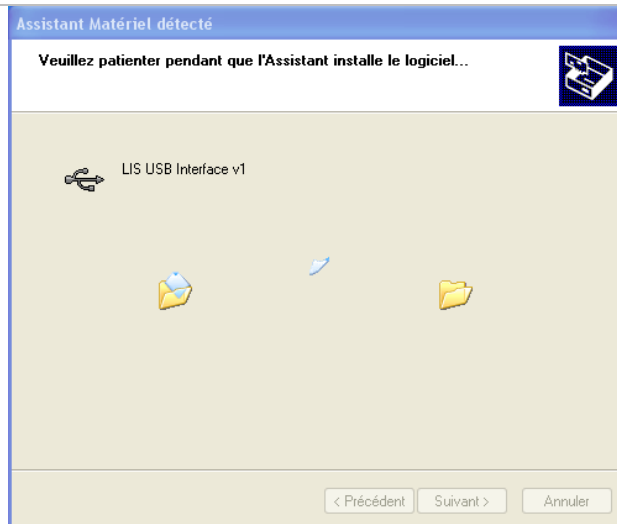 Assistant Matériel détecté
Veuillez patienter pendant que l'Assistant installe le logiciel...
LIS USB Interface v1
< Précédent
Suivant >
Annuler